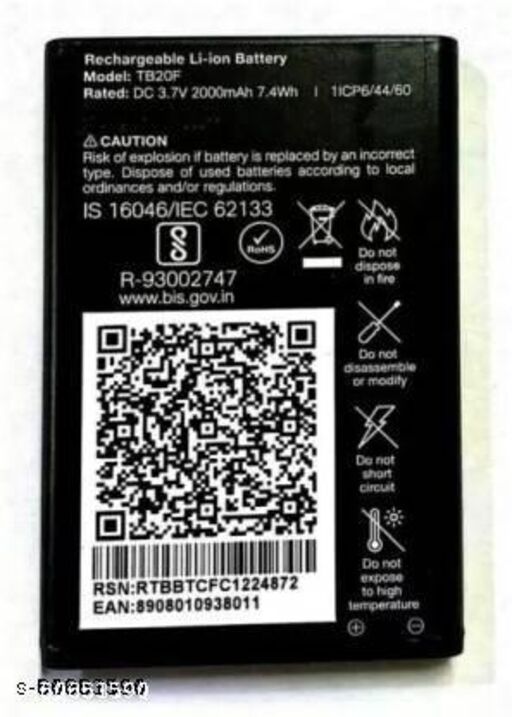 Rechargeable Li-ion Battery
Model: TB20F
Rated: DC 3.7V 2000mAh 7.4Wh | 1ICP6/44/60
⚠CAUTION
Risk of explosion if battery is replaced by an incorrect
type. Dispose of used batteries according to local
ordinances and/or regulations.
IS 16046/IEC 62133
RoHS
R-93002747
www.bis.gov.in
Do not
dispose
in fire
Do not
disassemble
or modify
Do not
short
circuit
Do not
expose
to high
temperature
RSN:RTBBTCFC1224872
EAN:8908010938011
+ -